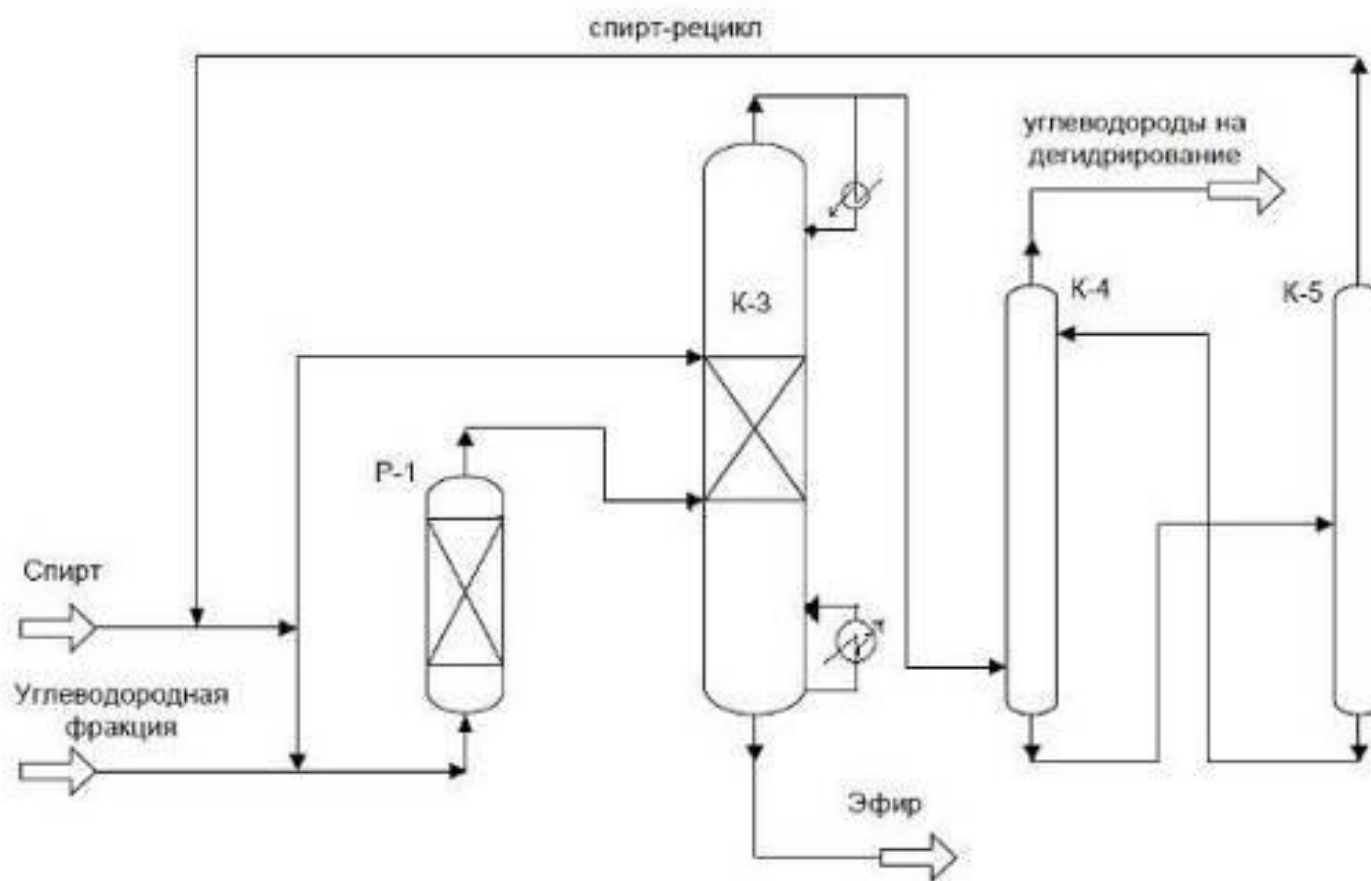 спирт-рецикл
углеводороды на
дегидрирование
К-3
К-4
К-5
Р-1
Спирт
Углеводородная
фракция
Эфир